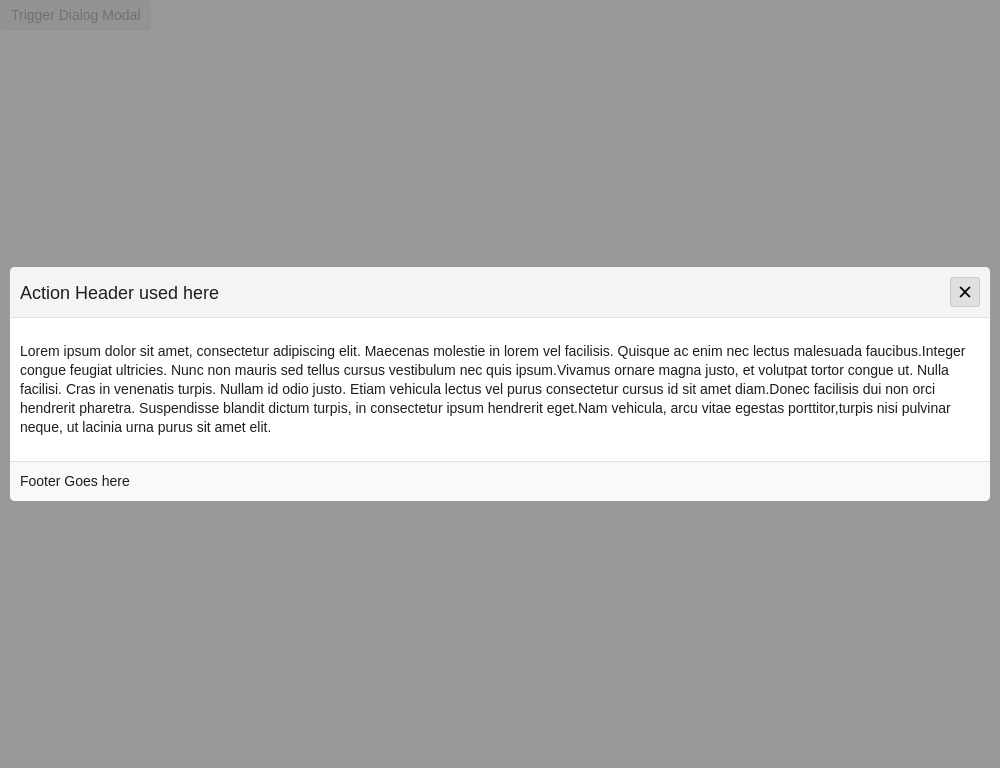 Trigger Dialog Modal
Action Header used here
Lorem ipsum dolor sit amet, consectetur adipiscing elit. Maecenas molestie in lorem vel facilisis. Quisque ac enim nec lectus malesuada faucibus.Integer
congue feugiat ultricies. Nunc non mauris sed tellus cursus vestibulum nec quis ipsum.Vivamus ornare magna justo, et volutpat tortor congue ut. Nulla
facilisi. Cras in venenatis turpis. Nullam id odio justo. Etiam vehicula lectus vel purus consectetur cursus id sit amet diam.Donec facilisis dui non orci
hendrerit pharetra. Suspendisse blandit dictum turpis, in consectetur ipsum hendrerit eget.Nam vehicula, arcu vitae egestas porttitor,turpis nisi pulvinar
neque, ut lacinia urna purus sit amet elit.
Footer Goes here